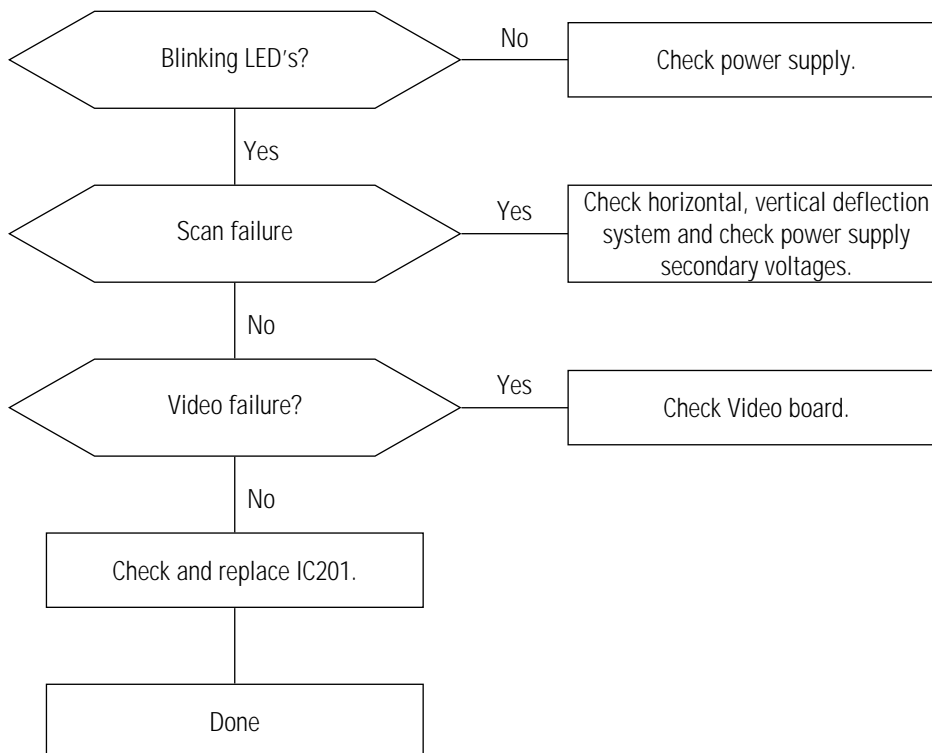 Blinking LED's?
No
Check power supply.
Yes
Scan failure
Yes
Check horizontal, vertical deflection
system and check power supply
secondary voltages.
No
Video failure?
Yes
Check Video board.
No
Check and replace IC201.
Done